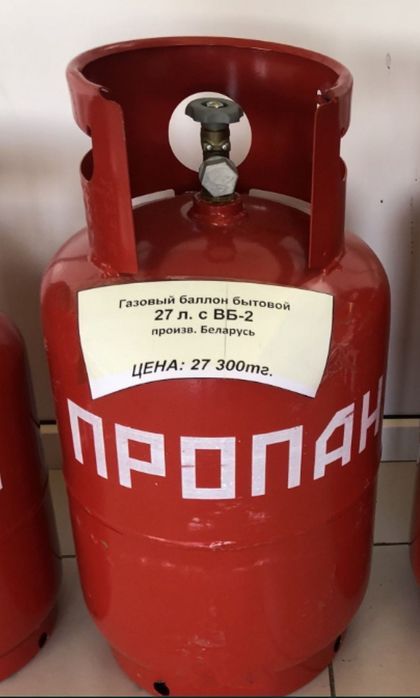 Газовый баллон бытовой
27 л. с ВБ-2
произв. Беларусь
ЦЕНА: 27 300тг.
ПРОПАН